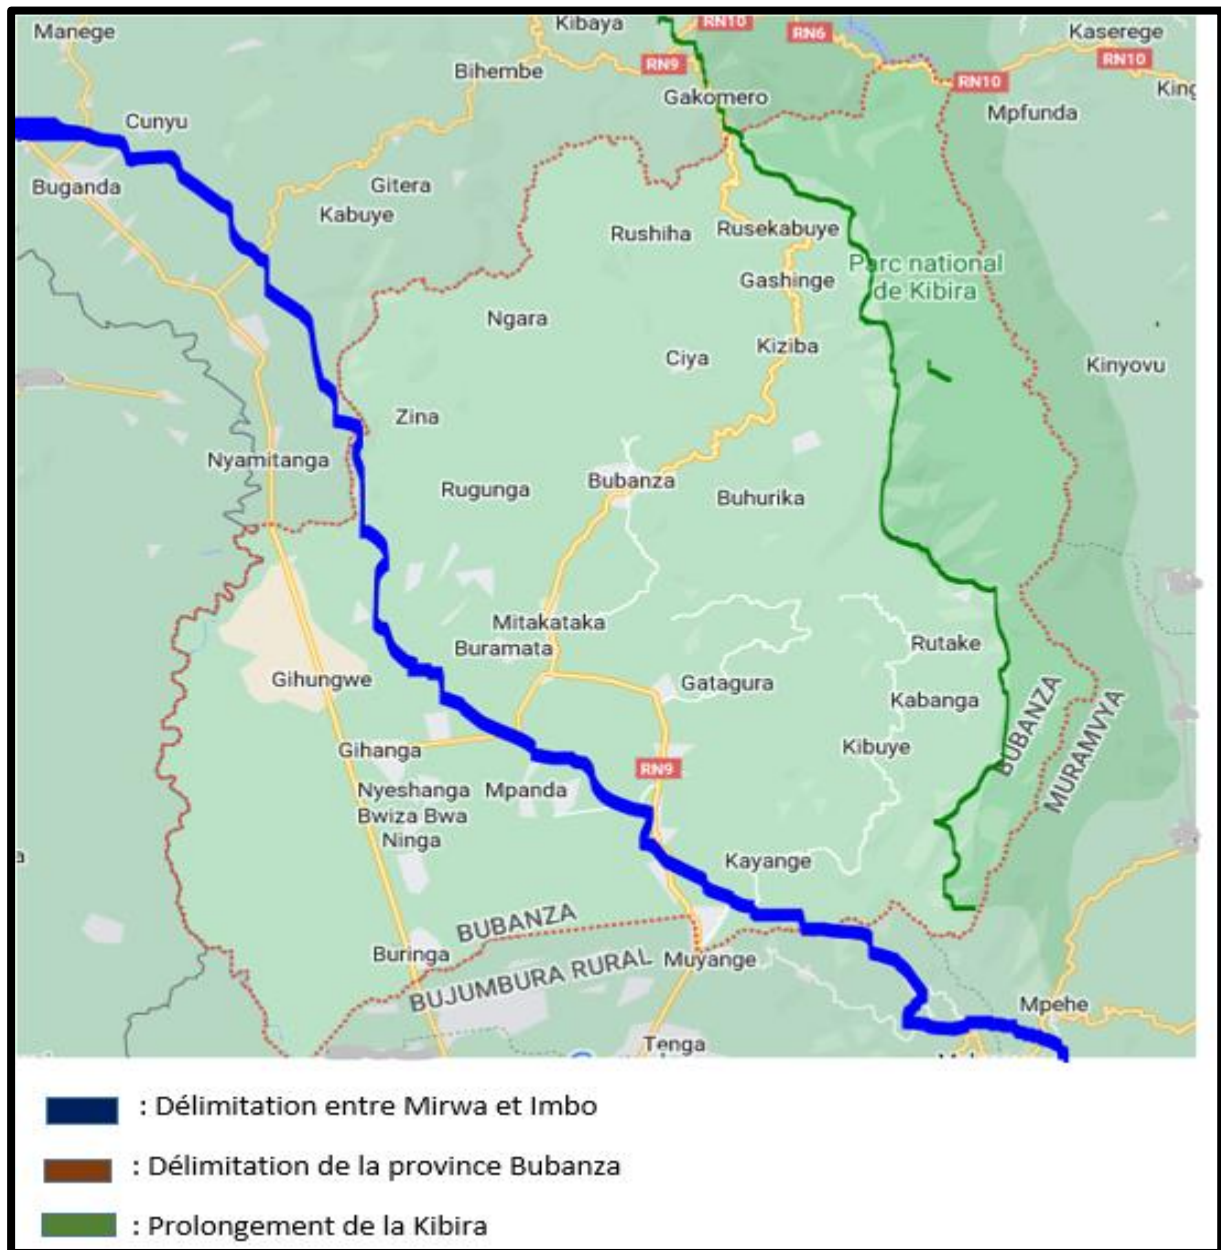 Manege
Kibaya
RN10
RN6
Kaserege
RN10
Bihembe
RN9
RN10
Gakomero
King
Mpfunda
Cunyu
Buganda
Gitera
Kabuye
Rushiha
Rusekabuye
Parc national
de Kibira
Gashinge
Ngara
Ciya
Kiziba
Kinyovu
Zina
Nyamitanga
Rugunga
Bubanza
Buhurika
Mitakataka
Buramata
Rutake
Gihungwe
Gatagura
Kabanga
BUBANZA
MURAMVYA
Gihanga
Kibuye
RN9
Nyeshanga
Mpanda
Bwiza Bwa
Ninga
a
Kayange
BUBANZA
Buringa
BUJUMBURA RURAL
Muyange
Mpehe
Tenga
: Délimitation entre Mirwa et Imbo
: Délimitation de la province Bubanza
: Prolongement de la Kibira